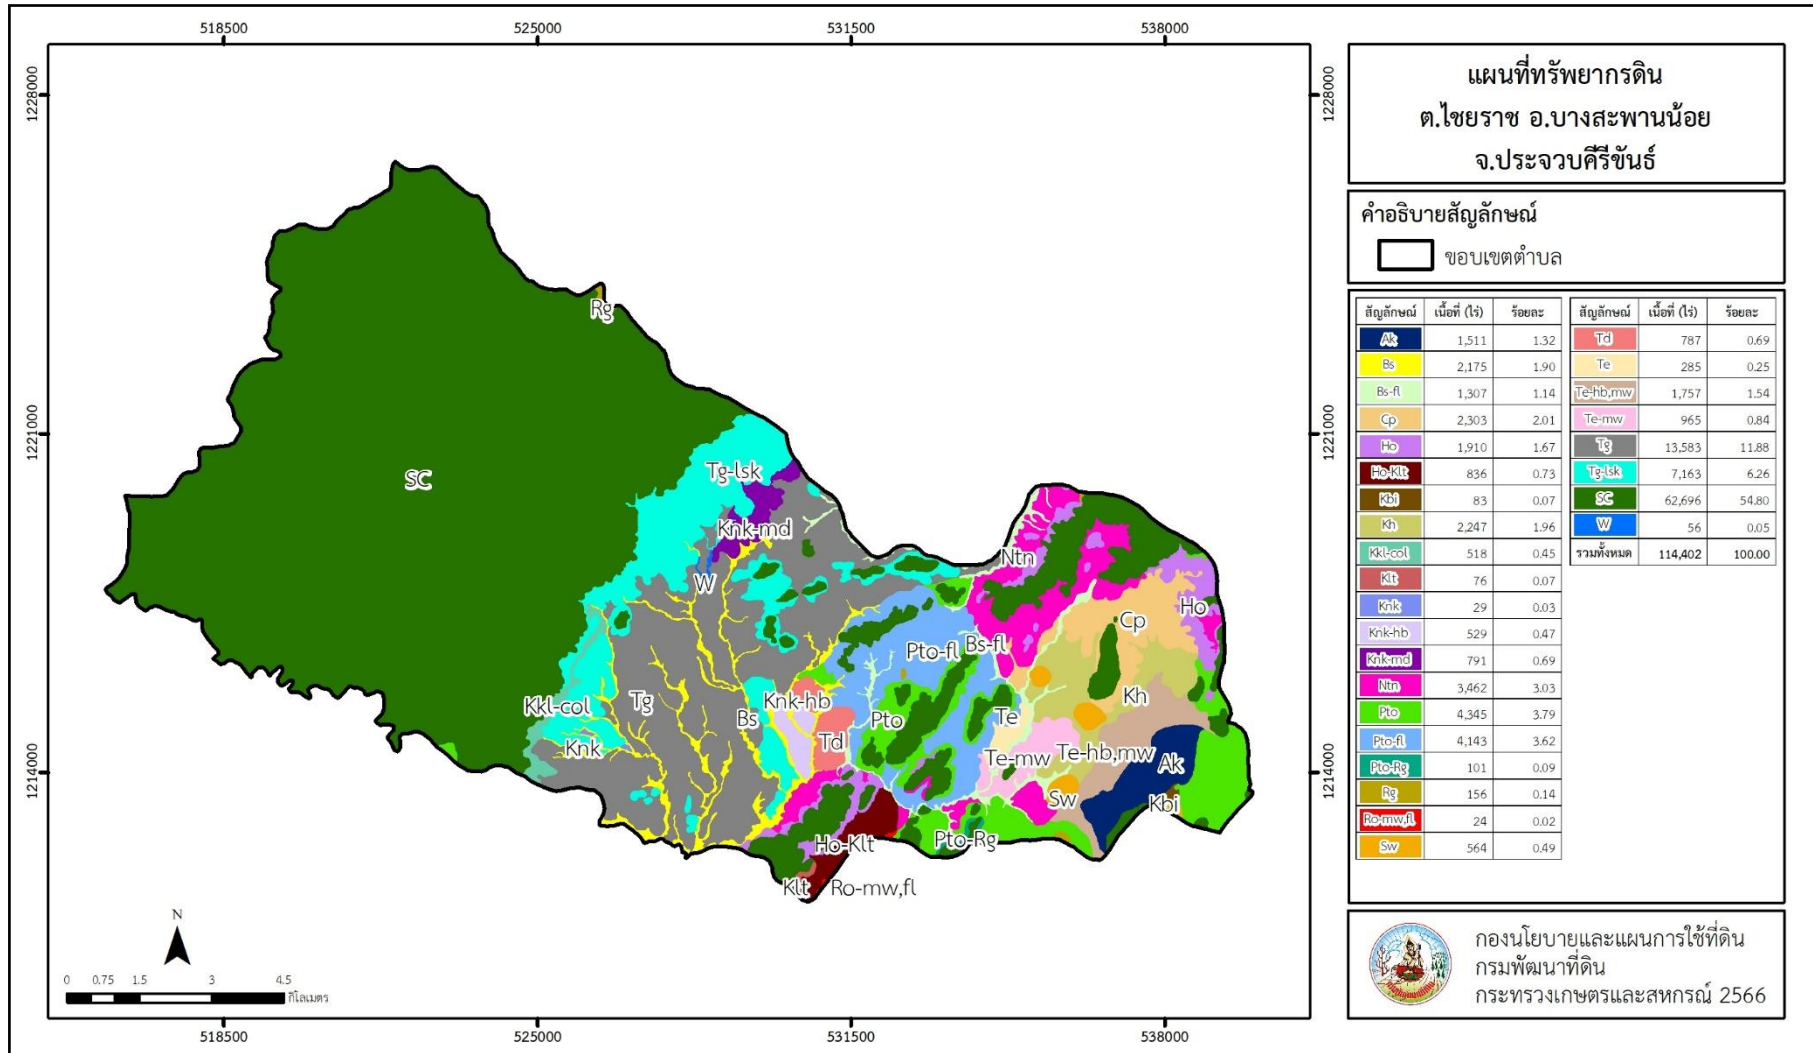 518500 525000 531500 538000
1228000 1228000
1221000 1221000
1214000 1214000
518500 525000 531500 538000
SC
Rg
Tg-lsk
Knk-md
W
Ntn
Ho
Cp
Bs-fl
Pto-fl
Kh
Knk-hb
Kkl-col
Tg
Bs
Pto
Te
Td
Knk
Te-mw
Te-hb,mw
Ak
Sw
Kbi
Ho-Klt
Pto-Rg
Klt
Ro-mw,fl
N
0 0.75 1.5 3 4.5
กิโลเมตร
แผนที่ทรัพยากรดิน
ต.ไชยราช อ.บางสะพานน้อย
จ.ประจวบคีรีขันธ์
คำอธิบายสัญลักษณ์
ขอบเขตตำบล
สัญลักษณ์ เนื้อที่ (ไร่) ร้อยละ
Ak 1,511 1.32
Bs 2,175 1.90
Bs-fl 1,307 1.14
Cp 2,303 2.01
Ho 1,910 1.67
Ho-Klt 836 0.73
Kbi 83 0.07
Kh 2,247 1.96
Kkl-col 518 0.45
Klt 76 0.07
Knk 29 0.03
Knk-hb 529 0.47
Knk-md 791 0.69
Ntn 3,462 3.03
Pto 4,345 3.79
Pto-fl 4,143 3.62
Pto-Rg 101 0.09
Rg 156 0.14
Ro-mw,fl 24 0.02
Sw 564 0.49
สัญลักษณ์ เนื้อที่ (ไร่) ร้อยละ
Td 787 0.69
Te 285 0.25
Te-hb,mw 1,757 1.54
Te-mw 965 0.84
Tg 13,583 11.88
Tg-lsk 7,163 6.26
SC 62,696 54.80
W 56 0.05
รวมทั้งหมด 114,402 100.00
กองนโยบายและแผนการใช้ที่ดิน
กรมพัฒนาที่ดิน
กระทรวงเกษตรและสหกรณ์ 2566